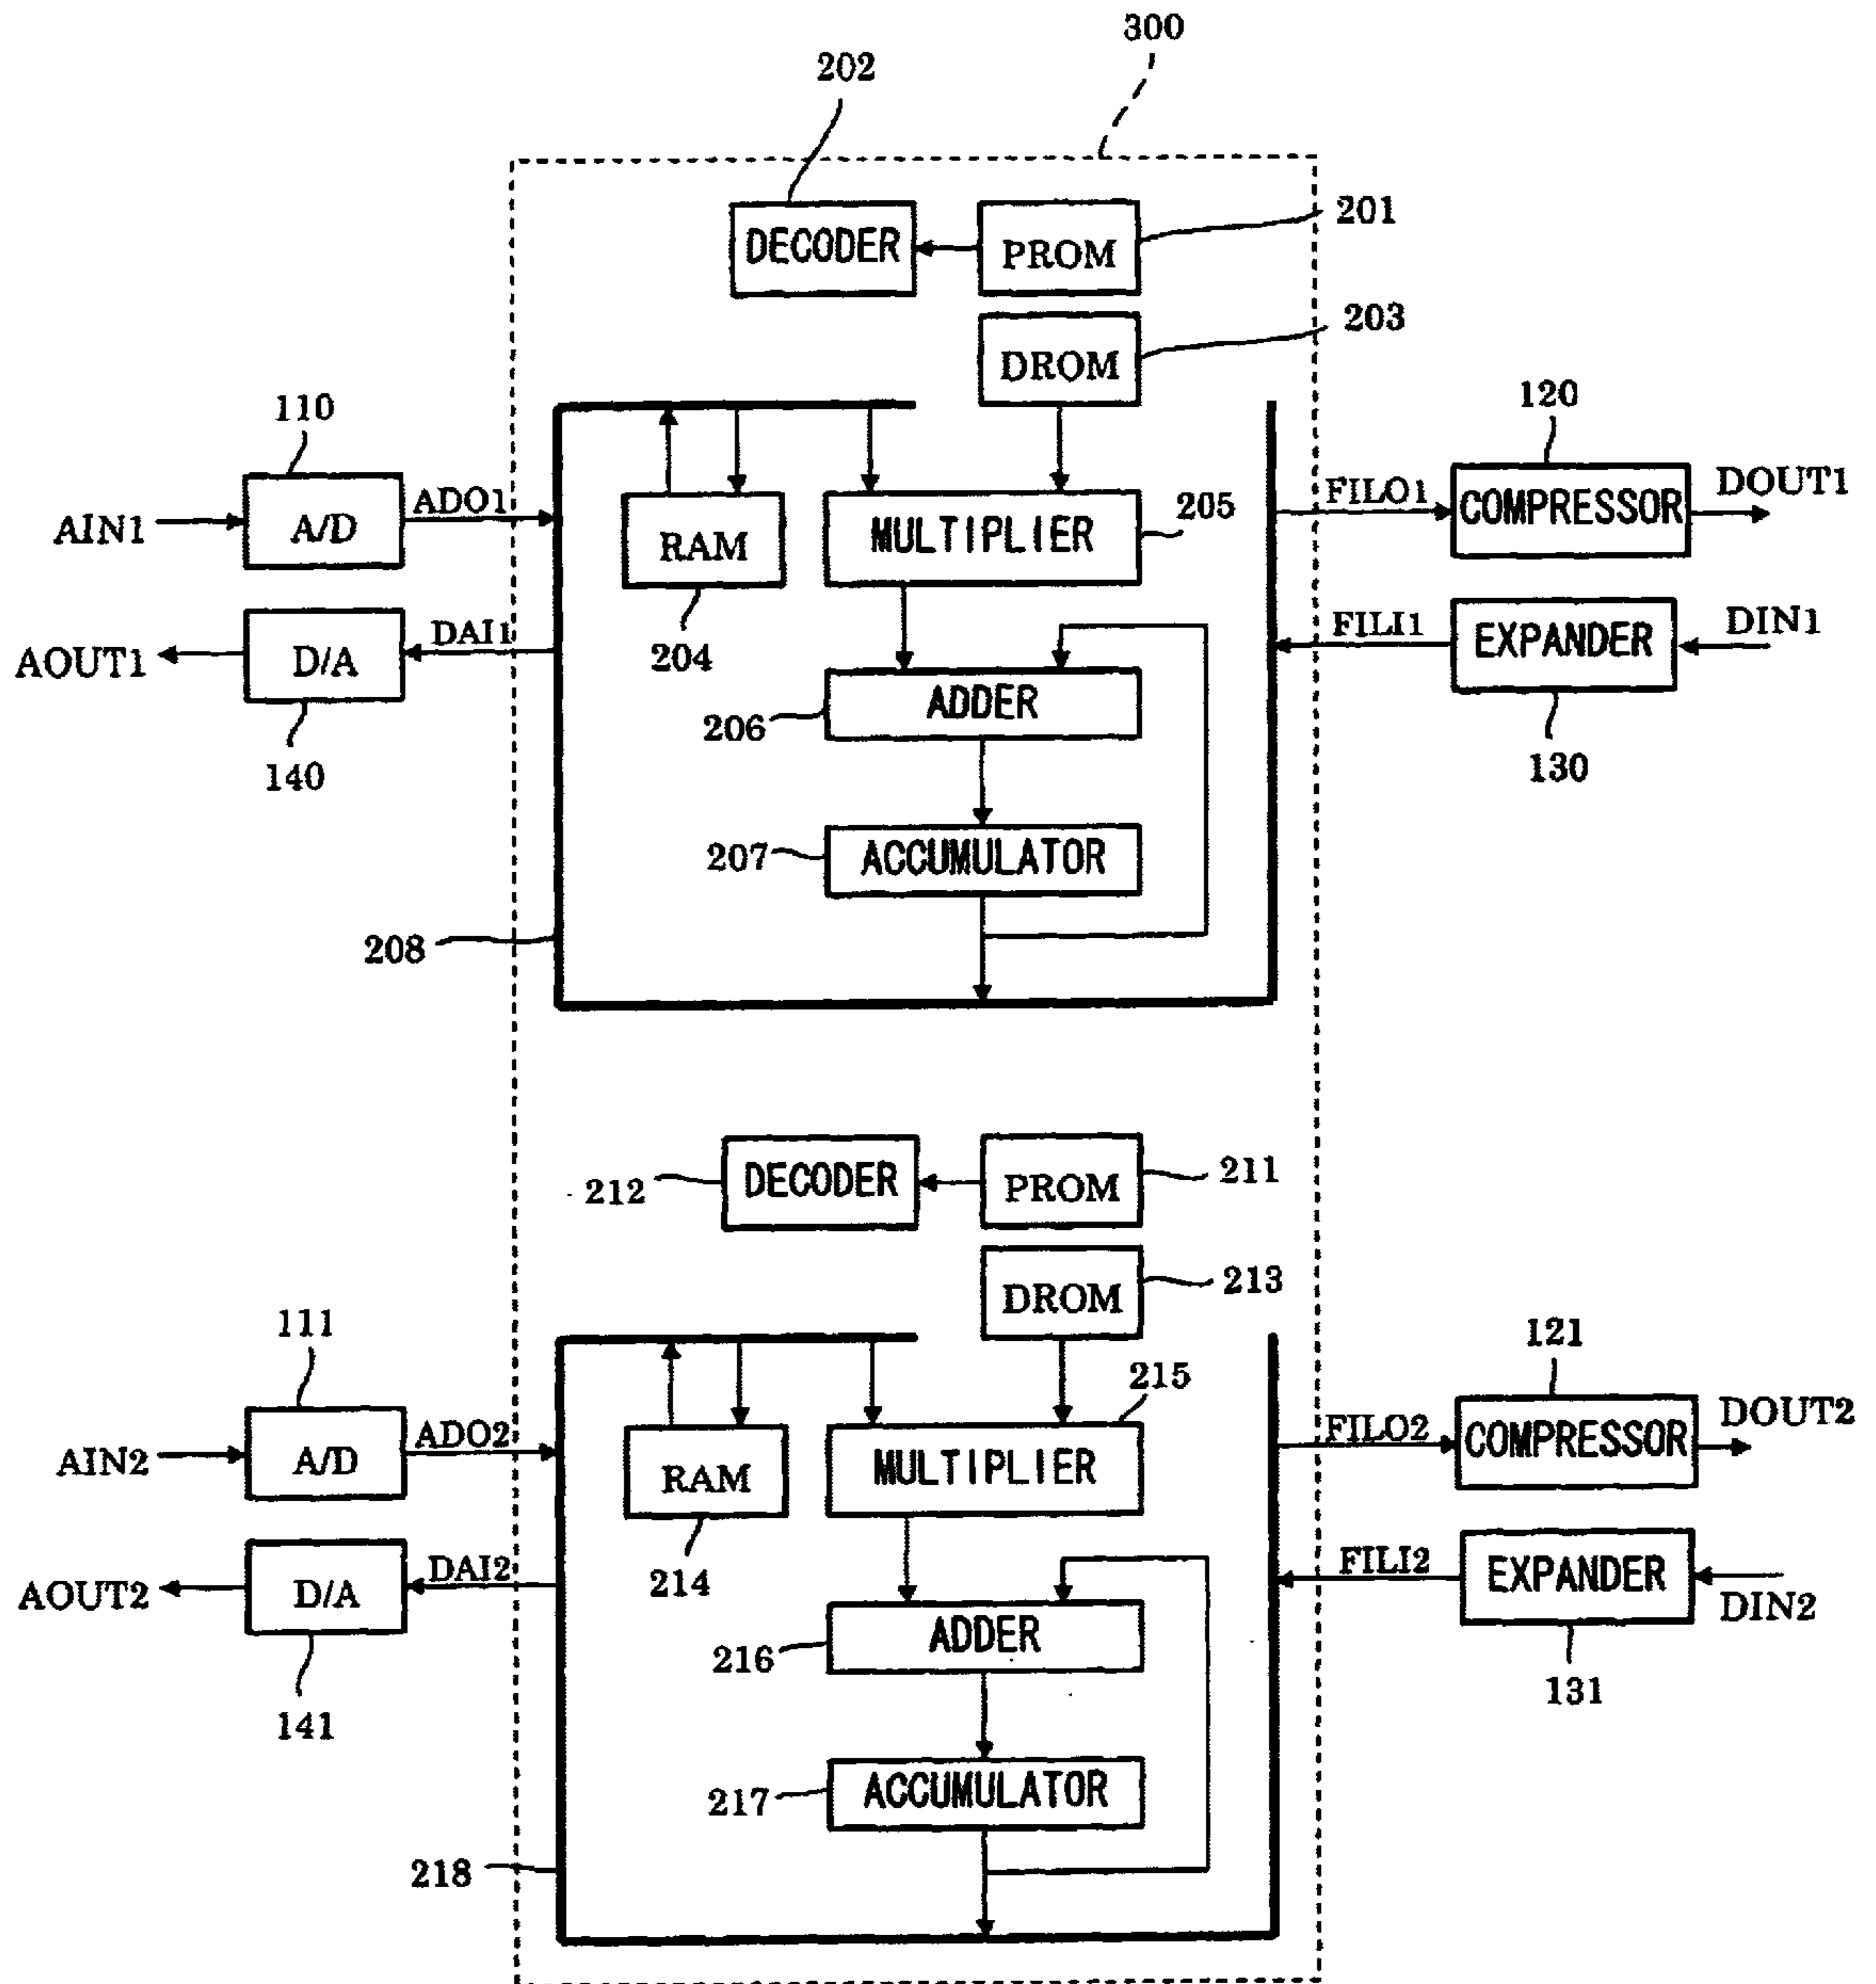 300
202
DECODER
PROM
201
DROM
203
110
A/D
ADO1
AIN1
RAM
204
MULTIPLIER
205
FILO1
120
COMPRESSOR
DOUT1
AOUT1
D/A
DAI1
140
ADDER
206
FILI1
EXPANDER
DIN1
130
ACCUMULATOR
207
208
DECODER
212
PROM
211
DROM
213
111
A/D
ADO2
AIN2
RAM
214
MULTIPLIER
215
FILO2
121
COMPRESSOR
DOUT2
AOUT2
D/A
DAI2
141
ADDER
216
FILI2
EXPANDER
DIN2
131
ACCUMULATOR
217
218